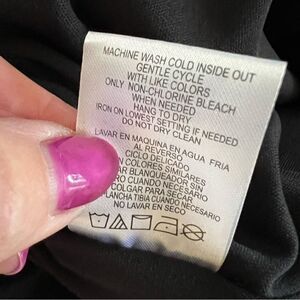 MACHINE WASH COLD INSIDE OUT
GENTLE CYCLE
WITH LIKE COLORS
ONLY NON-CHLORINE BLEACH
WHEN NEEDED
HANG TO DRY
IRON ON LOWEST SETTING IF NEEDED
DO NOT DRY CLEAN
LAVAR EN MAQUINA EN AGUA FRIA
AL REVERSO
CICLO DELICADO
COLORES SIMILARES
BLANQUEADOR SIN
CUANDO NECESARIO
COLGAR PARA SECAR
PLANCHA TIBIA CUANDO NECESARIO
NO LAVAR EN SECO